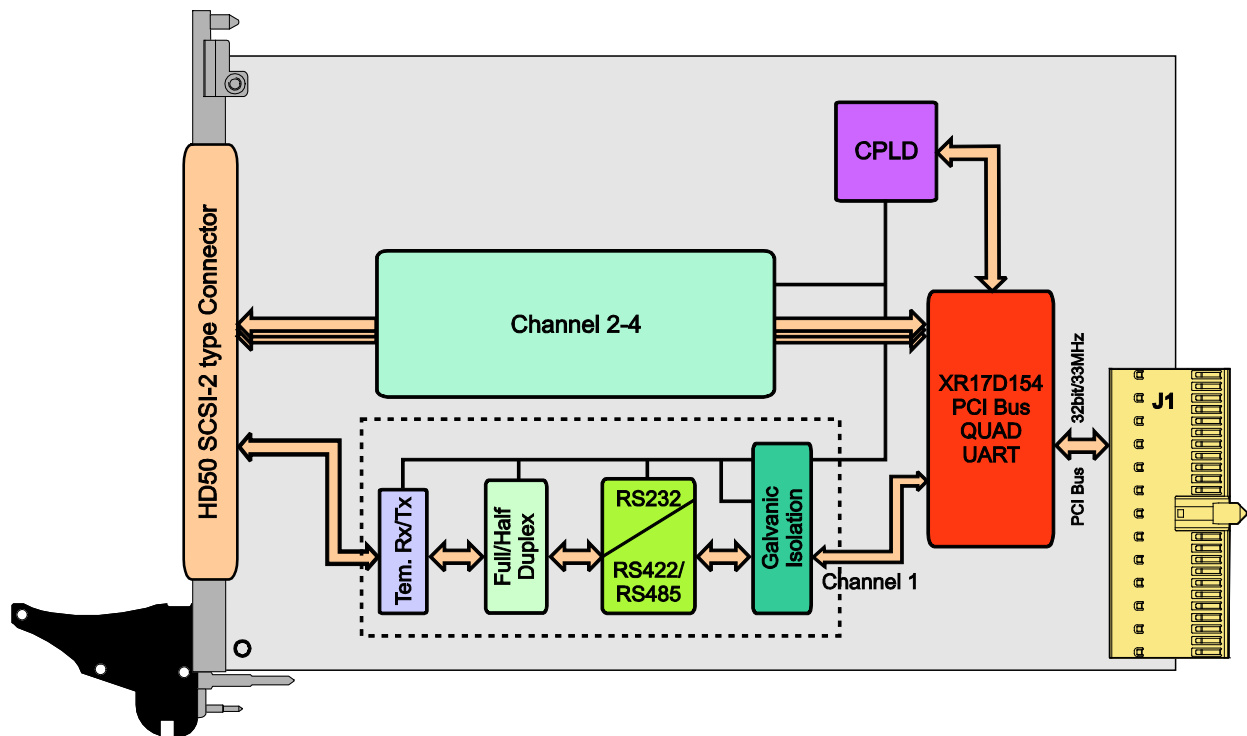 CPLD
HD50 SCSI-2 type Connector
Channel 2-4
XR17D154
PCI Bus
QUAD
UART
32bit/33MHz
PCI Bus
J1
Tem. Rx/Tx
Full/Half
Duplex
RS232
RS422/
RS485
Galvanic
Isolation
Channel 1